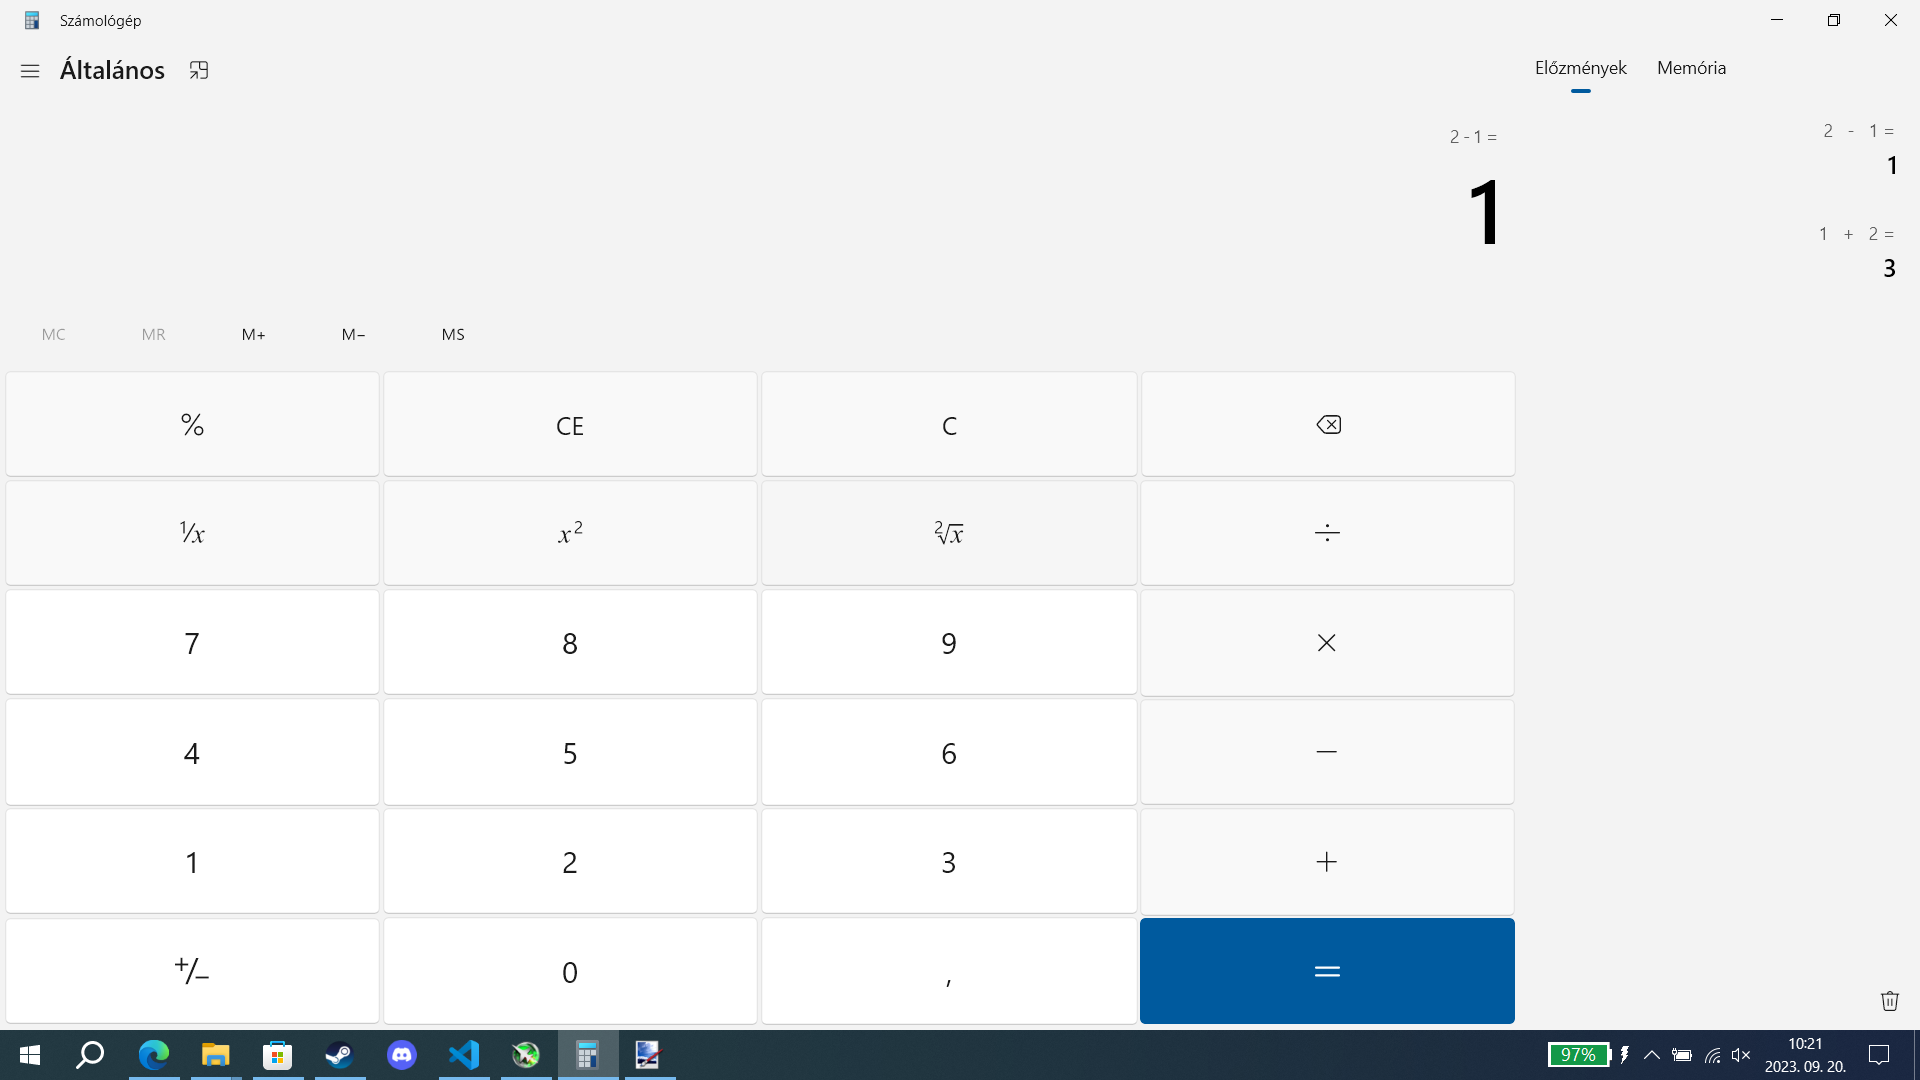 Számológép
Általános
Előzmények Memória
2 - 1 =
1
2 - 1 =
1
1 + 2 =
3
MC MR M+ M− MS
% CE C
⅟x x² ²√x ÷
7 8 9 ×
4 5 6 −
1 2 3 +
+/− 0 , =
97%
10:21
2023. 09. 20.